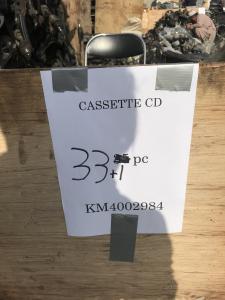 CASSETTE CD
33 pc
+1
KM4002984